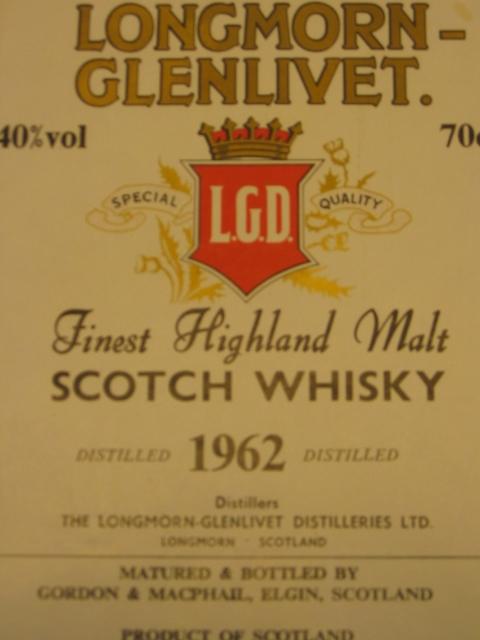 LONGMORN-
GLENLIVET.
40%vol
SPECIAL
L.G.D.
QUALITY
Finest Highland Malt
SCOTCH WHISKY
DISTILLED 1962 DISTILLED
Distillers
THE LONGMORN-GLENLIVET DISTILLERIES LTD.
LONGMORN - SCOTLAND
MATURED & BOTTLED BY
GORDON & MACPHAIL, ELGIN, SCOTLAND
PRODUCT OF SCOTLAND